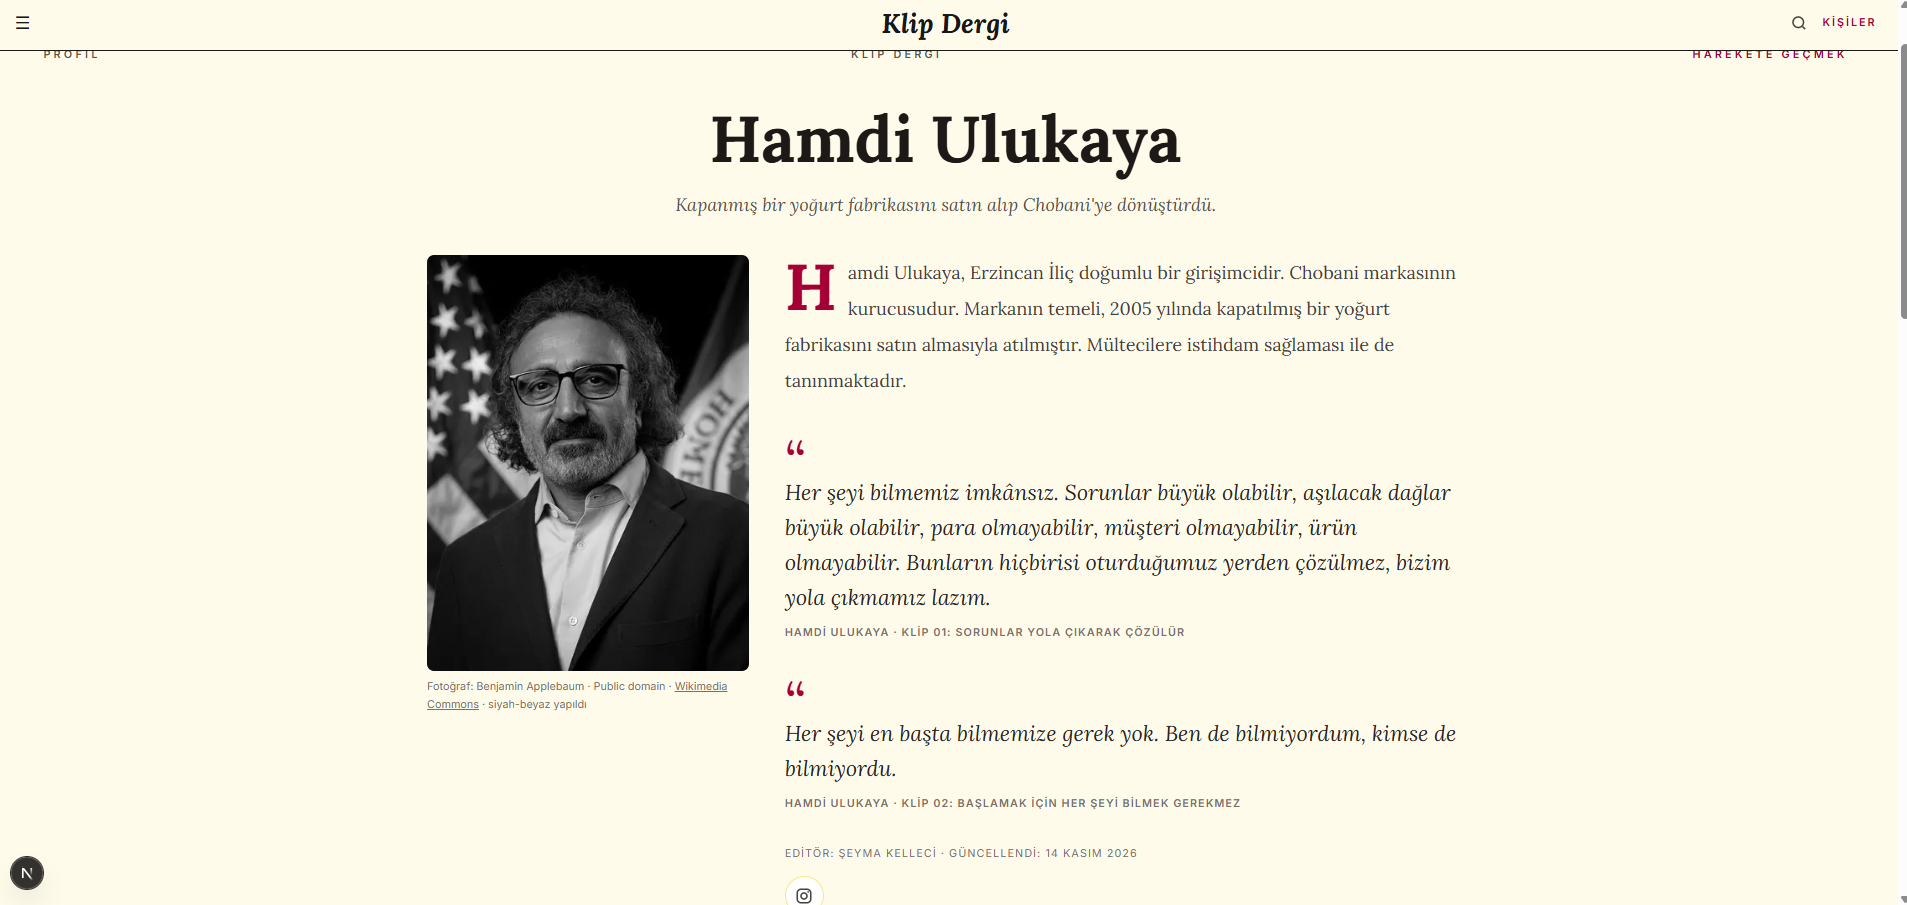 ☰
Klip Dergi
KİŞİLER
PROFİL
KLİP DERGİ
HAREKETE GEÇMEK
Hamdi Ulukaya
Kapanmış bir yoğurt fabrikasını satın alıp Chobani'ye dönüştürdü.
HOME
Fotoğraf: Benjamin Applebaum · Public domain · Wikimedia
Commons · siyah-beyaz yapıldı
Hamdi Ulukaya, Erzincan İliç doğumlu bir girişimcidir. Chobani markasının
kurucusudur. Markanın temeli, 2005 yılında kapatılmış bir yoğurt
fabrikasını satın almasıyla atılmıştır. Mültecilere istihdam sağlaması ile de
tanınmaktadır.
“
Her şeyi bilmemiz imkânsız. Sorunlar büyük olabilir, aşılacak dağlar
büyük olabilir, para olmayabilir, müşteri olmayabilir, ürün
olmayabilir. Bunların hiçbirisi oturduğumuz yerden çözülmez, bizim
yola çıkmamız lazım.
HAMDİ ULUKAYA · KLİP 01: SORUNLAR YOLA ÇIKARAK ÇÖZÜLÜR
“
Her şeyi en başta bilmemize gerek yok. Ben de bilmiyordum, kimse de
bilmiyordu.
HAMDİ ULUKAYA · KLİP 02: BAŞLAMAK İÇİN HER ŞEYİ BİLMEK GEREKMEZ
EDİTÖR: ŞEYMA KELLECİ · GÜNCELLENDİ: 14 KASIM 2026
N